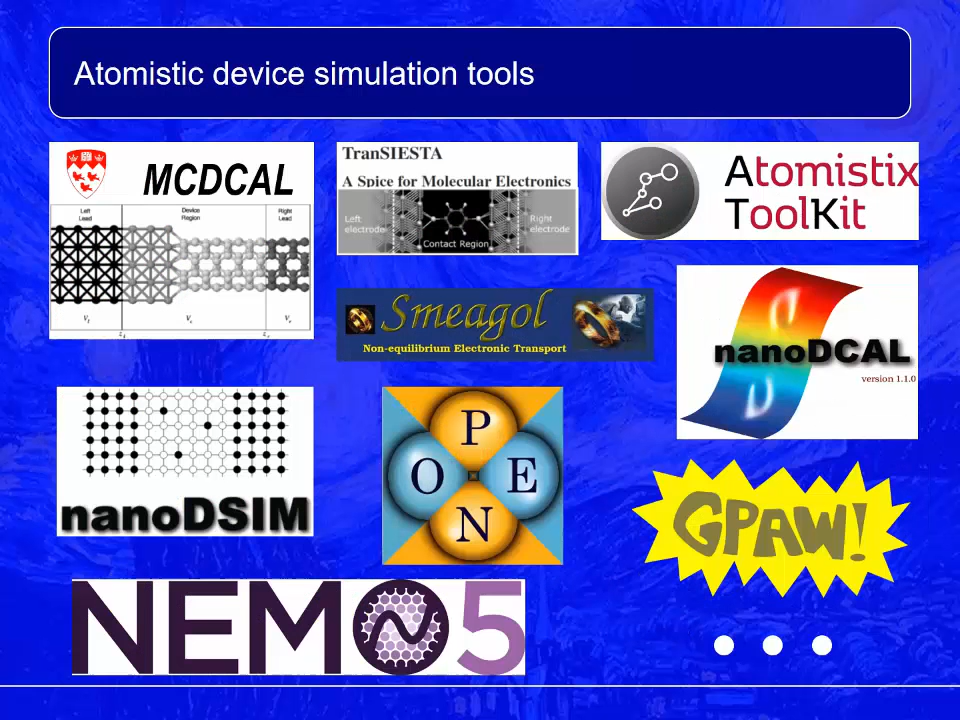 Atomistic device simulation tools
MCDCAL
Left
Lead
Device
Region
Right
Lead
TranSIESTA
A Spice for Molecular Electronics
Left
electrode
Contact Region
Right
electrode
Atomistix
ToolKit
Smeagol
Non-equilibrium Electronic Transport
nanoDCAL
version 1.1.0
nanoDSIM
P
O E
N
GPAW!
NEMO5